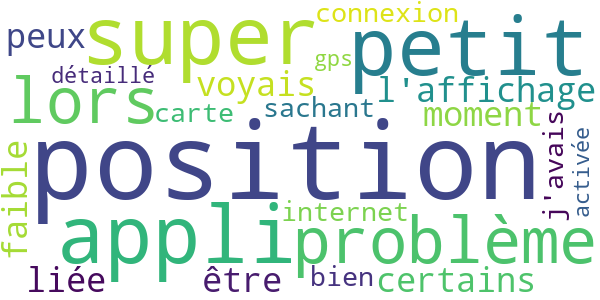 connexion
peux
super
petit
gps
détaillé
voyais
l'affichage
lors
carte
sachant
moment
j'avais
activée
position
faible
appli
internet
problème
liée
être
bien
certains